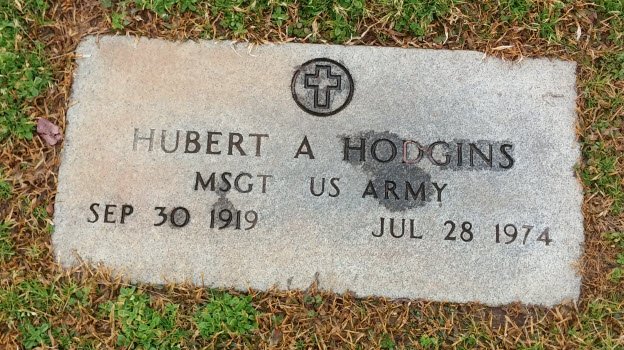 HUBERT A HODGINS
MSGT US ARMY
SEP 30 1919 JUL 28 1974